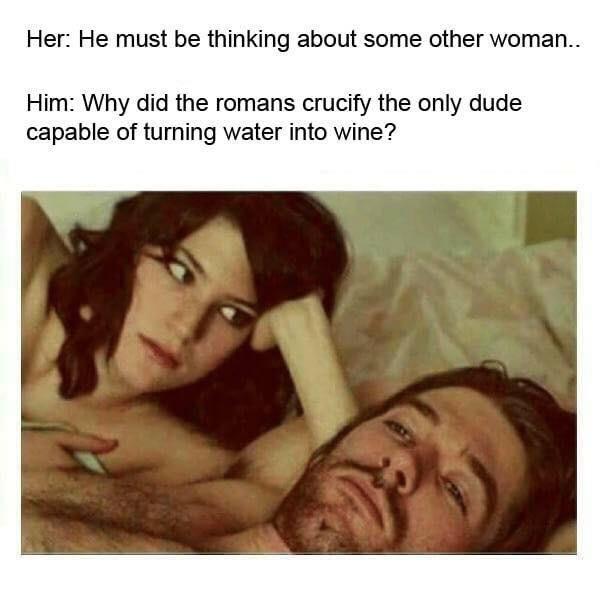 Her: He must be thinking about some other woman..
Him: Why did the romans crucify the only dude
capable of turning water into wine?